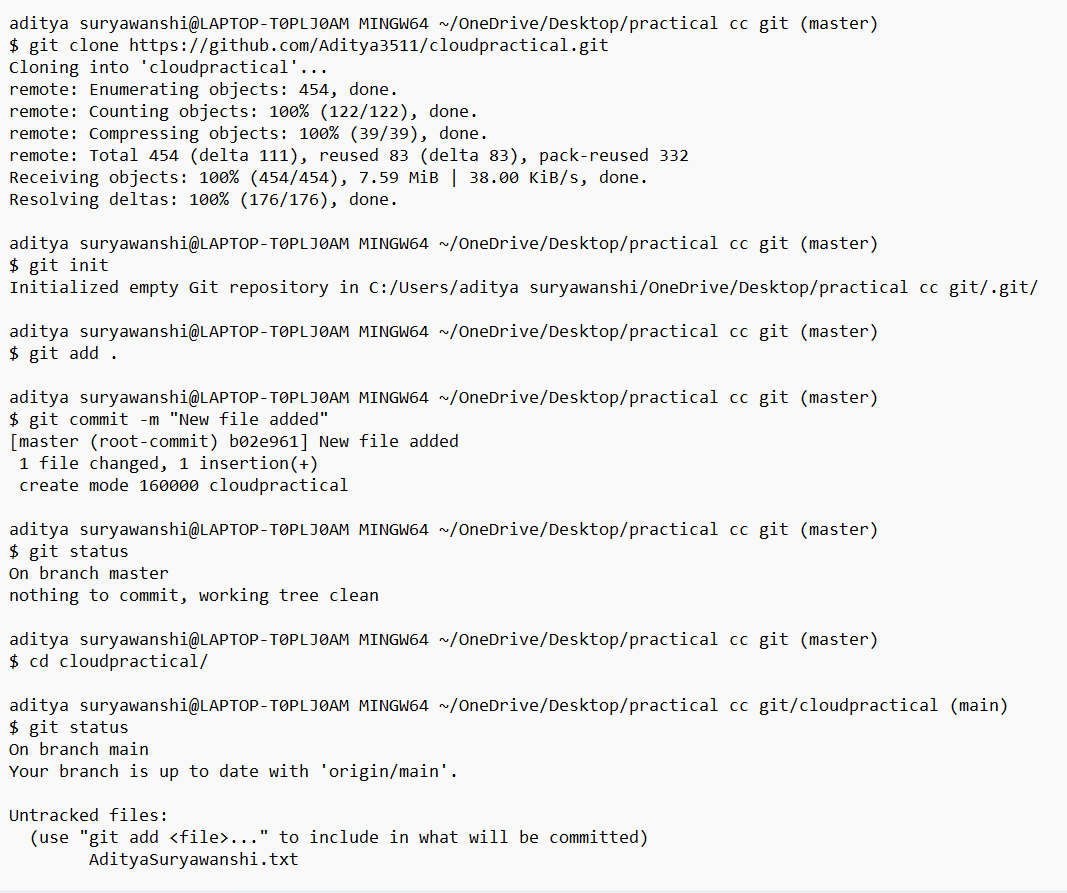 aditya suryawanshi@LAPTOP-T0PLJ0AM MINGW64 ~/OneDrive/Desktop/practical cc git (master)
$ git clone https://github.com/Aditya3511/cloudpractical.git
Cloning into 'cloudpractical'...
remote: Enumerating objects: 454, done.
remote: Counting objects: 100% (122/122), done.
remote: Compressing objects: 100% (39/39), done.
remote: Total 454 (delta 111), reused 83 (delta 83), pack-reused 332
Receiving objects: 100% (454/454), 7.59 MiB | 38.00 KiB/s, done.
Resolving deltas: 100% (176/176), done.

aditya suryawanshi@LAPTOP-T0PLJ0AM MINGW64 ~/OneDrive/Desktop/practical cc git (master)
$ git init
Initialized empty Git repository in C:/Users/aditya suryawanshi/OneDrive/Desktop/practical cc git/.git/

aditya suryawanshi@LAPTOP-T0PLJ0AM MINGW64 ~/OneDrive/Desktop/practical cc git (master)
$ git add .

aditya suryawanshi@LAPTOP-T0PLJ0AM MINGW64 ~/OneDrive/Desktop/practical cc git (master)
$ git commit -m "New file added"
[master (root-commit) b02e961] New file added
 1 file changed, 1 insertion(+)
 create mode 160000 cloudpractical

aditya suryawanshi@LAPTOP-T0PLJ0AM MINGW64 ~/OneDrive/Desktop/practical cc git (master)
$ git status
On branch master
nothing to commit, working tree clean

aditya suryawanshi@LAPTOP-T0PLJ0AM MINGW64 ~/OneDrive/Desktop/practical cc git (master)
$ cd cloudpractical/

aditya suryawanshi@LAPTOP-T0PLJ0AM MINGW64 ~/OneDrive/Desktop/practical cc git/cloudpractical (main)
$ git status
On branch main
Your branch is up to date with 'origin/main'.

Untracked files:
  (use "git add <file>..." to include in what will be committed)
        AdityaSuryawanshi.txt